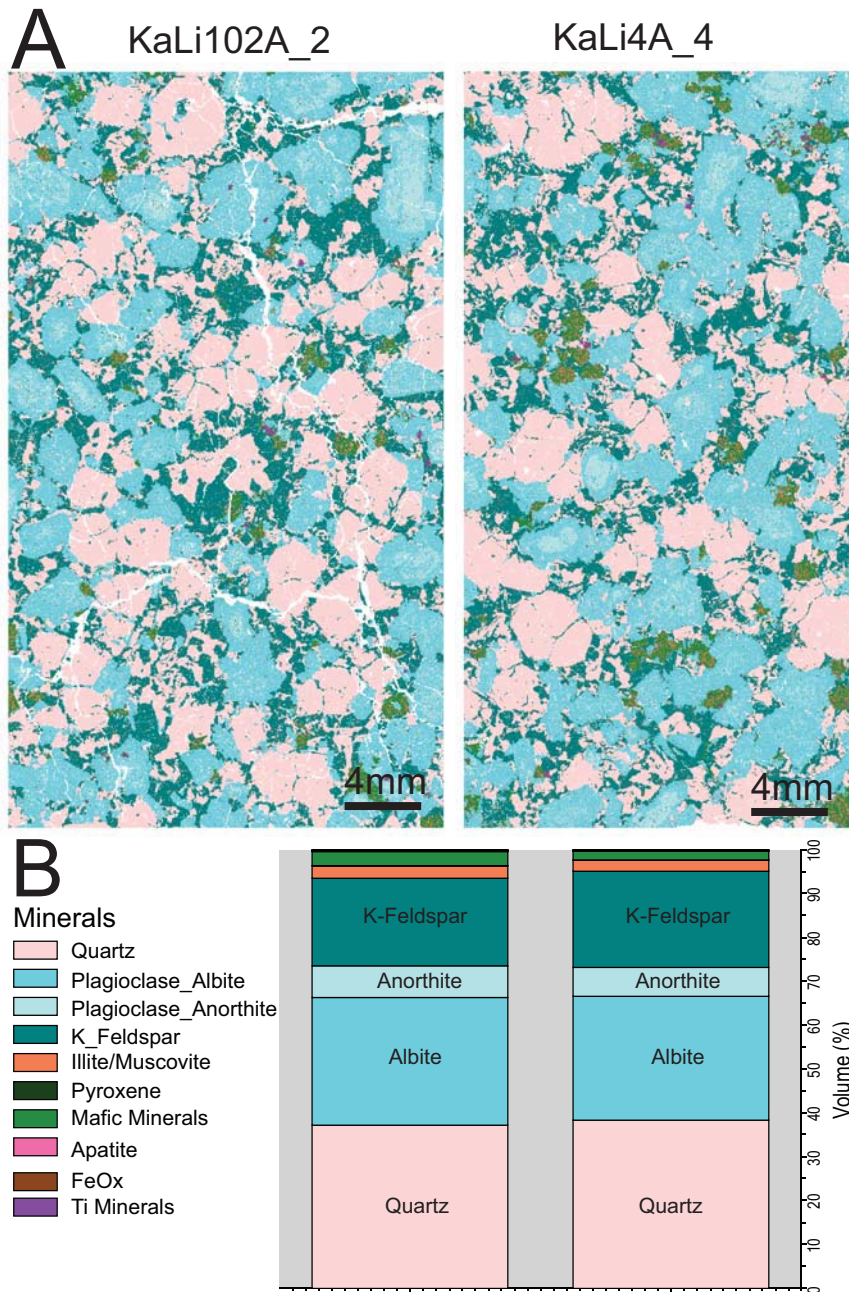 A
KaLi102A_2
KaLi4A_4
4mm
4mm
B
Minerals
Quartz
Plagioclase_Albite
Plagioclase_Anorthite
K_Feldspar
Illite/Muscovite
Pyroxene
Mafic Minerals
Apatite
FeOx
Ti Minerals
K-Feldspar
Anorthite
Albite
Quartz
K-Feldspar
Anorthite
Albite
Quartz
100
90
80
70
60
50
40
30
20
10
0
Volume (%)